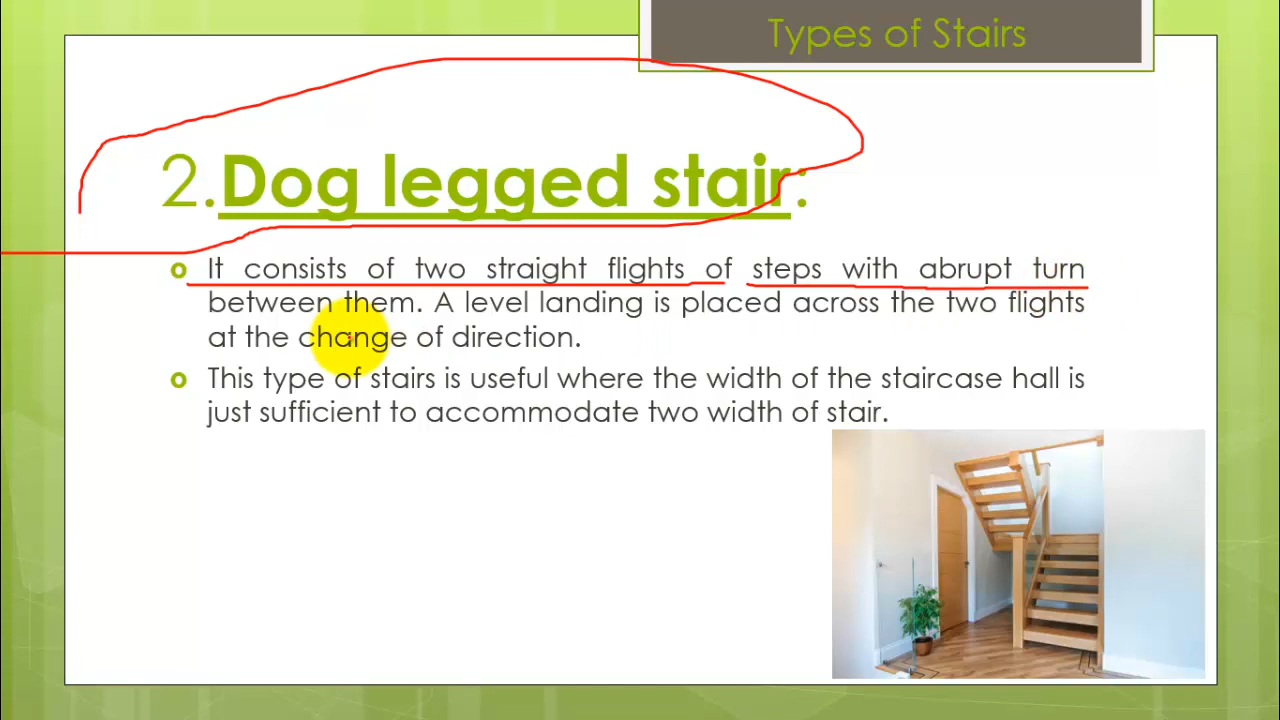 Types of Stairs
2.Dog legged stair:
It consists of two straight flights of steps with abrupt turn
between them. A level landing is placed across the two flights
at the change of direction.
This type of stairs is useful where the width of the staircase hall is
just sufficient to accommodate two width of stair.